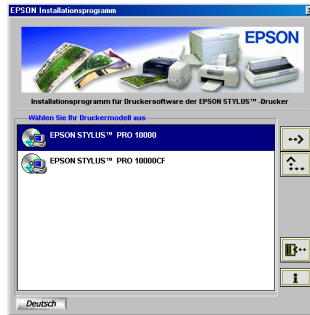 EPSON Installationsprogramm
EPSON
Installationsprogramm für Druckersoftware der EPSON STYLUS™ -Drucker
Wählen Sie Ihr Druckermodell aus
EPSON STYLUS™ PRO 10000
EPSON STYLUS™ PRO 10000CF
Deutsch